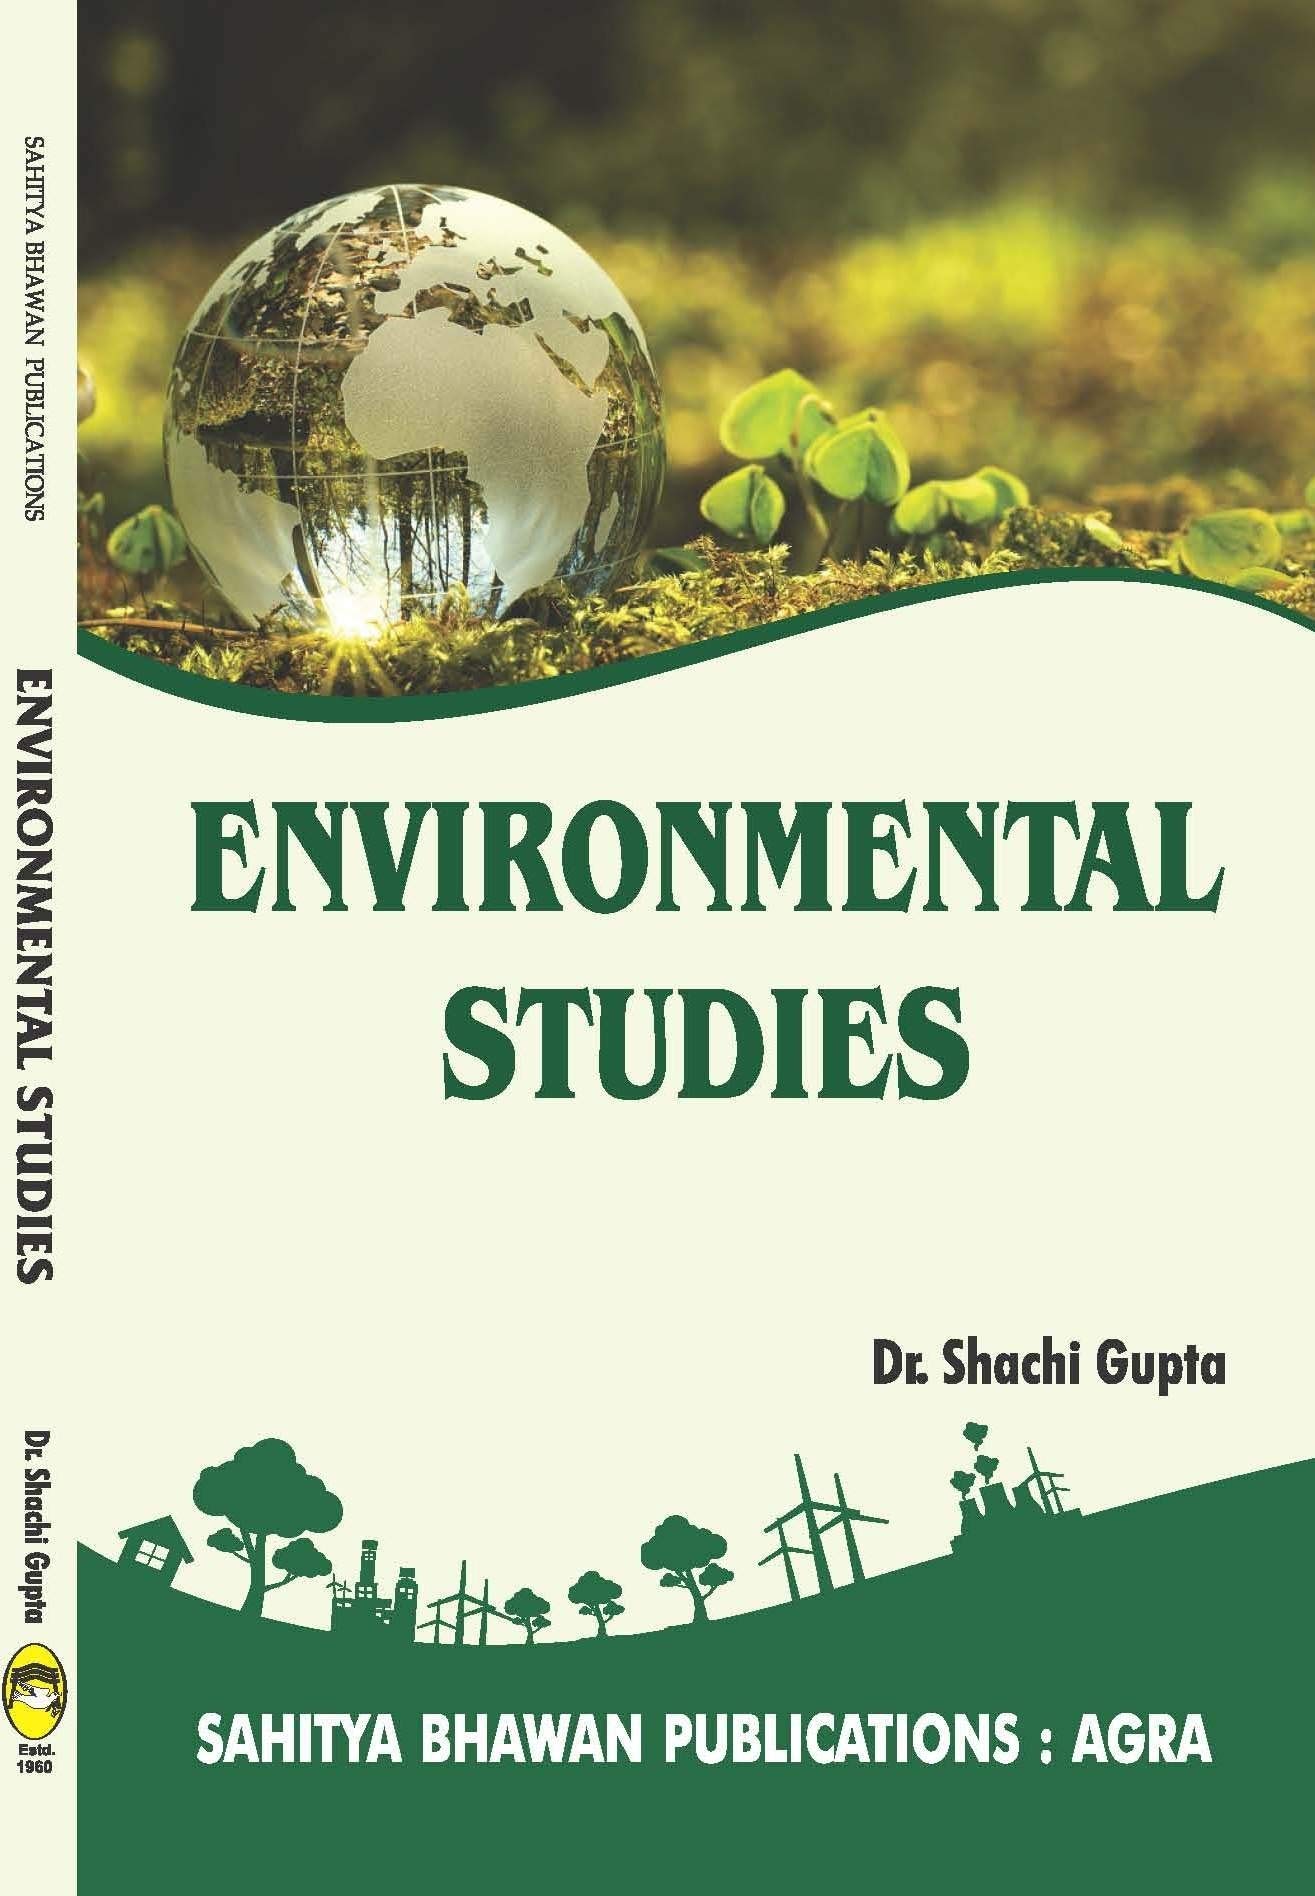 SAHITYA BHAWAN PUBLICATIONS
ENVIRONMENTAL STUDIES
Dr. Shachi Gupta
Estd.
1960
ENVIRONMENTAL
STUDIES
Dr. Shachi Gupta
SAHITYA BHAWAN PUBLICATIONS : AGRA